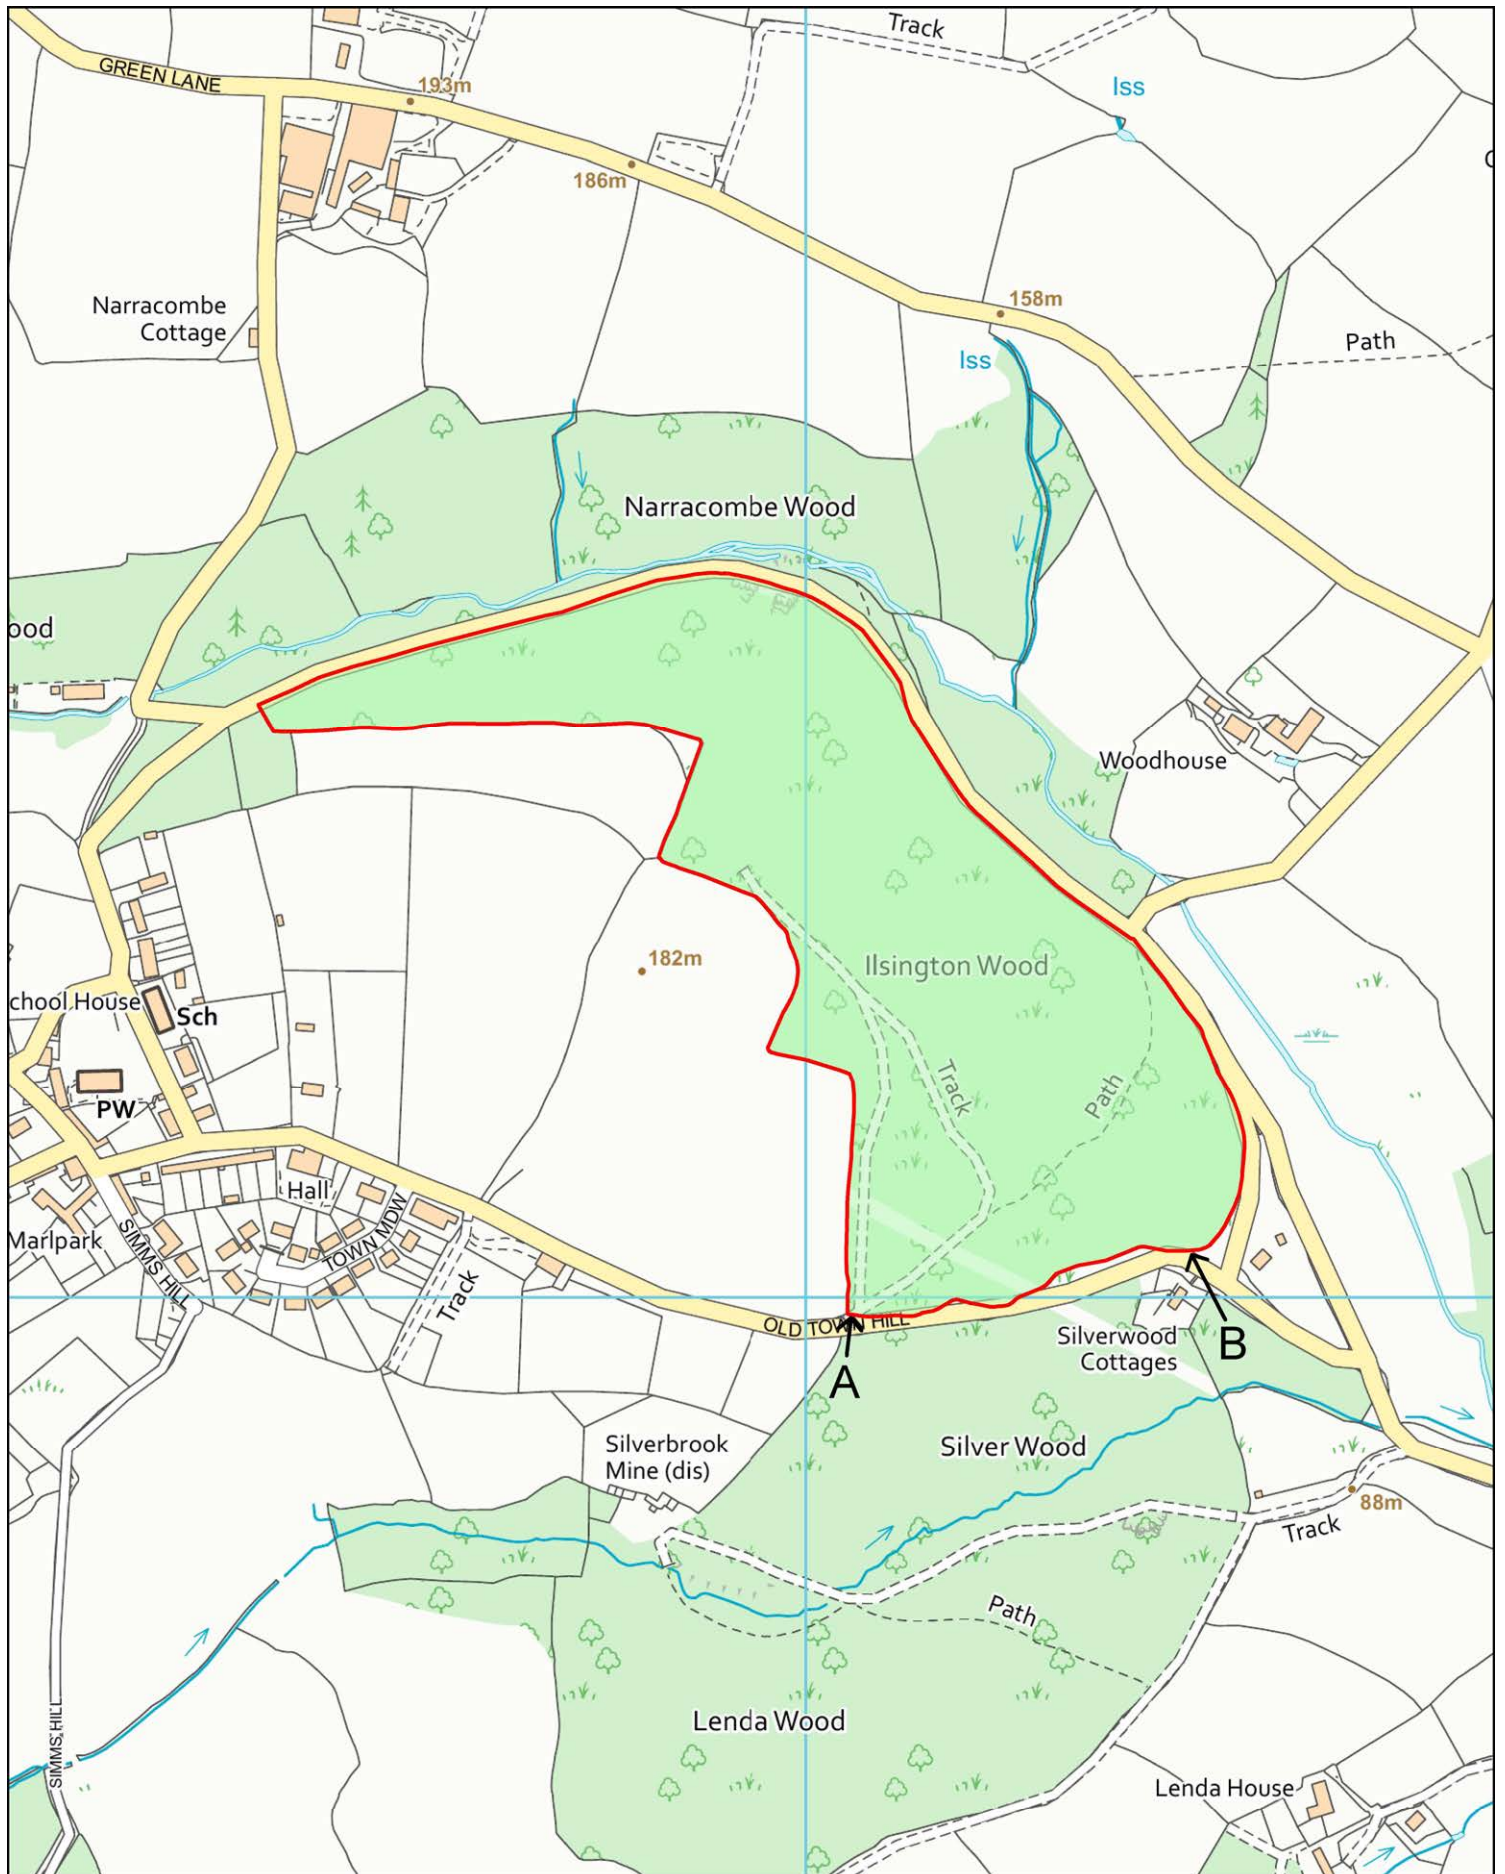 Track
GREEN LANE
193m
Iss
186m
158m
Narracombe
Cottage
Path
Iss
Narracombe Wood
ood
Woodhouse
182m
Ilsington Wood
chool House
Sch
Track
Path
PW
Hall
TOWN MDW
Marlpark
SIMMS HILL
Track
OLD TOWN HILL
Silverwood
Cottages
B
A
Silverbrook
Mine (dis)
Silver Wood
88m
Track
Path
SIMMS HILL
Lenda Wood
Lenda House